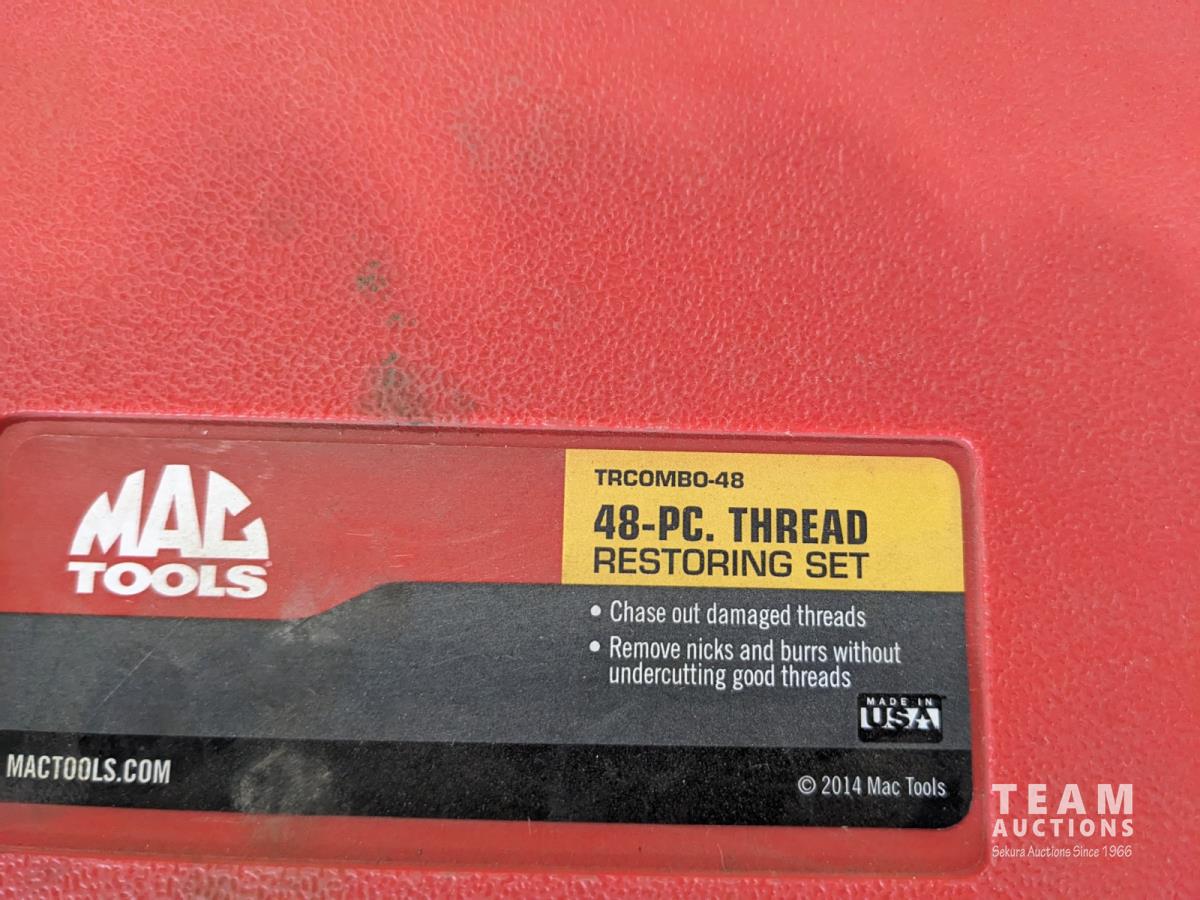 MAC
TOOLS
TRCOMBO-48
48-PC. THREAD
RESTORING SET
• Chase out damaged threads
• Remove nicks and burrs without
undercutting good threads
MADE IN
USA
MACTOOLS.COM
© 2014 Mac Tools
TEAM
AUCTIONS
Sekura Auctions Since 1966